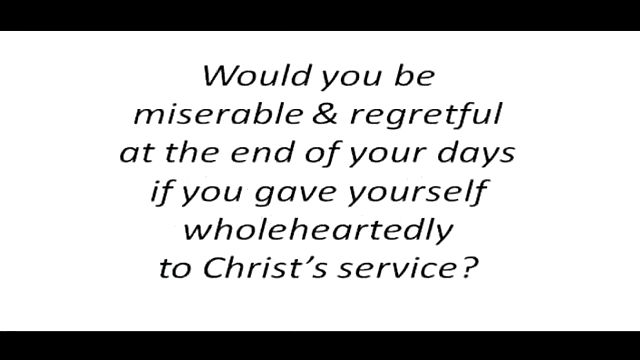 Would you be
miserable & regretful
at the end of your days
if you gave yourself
wholeheartedly
to Christ's service?